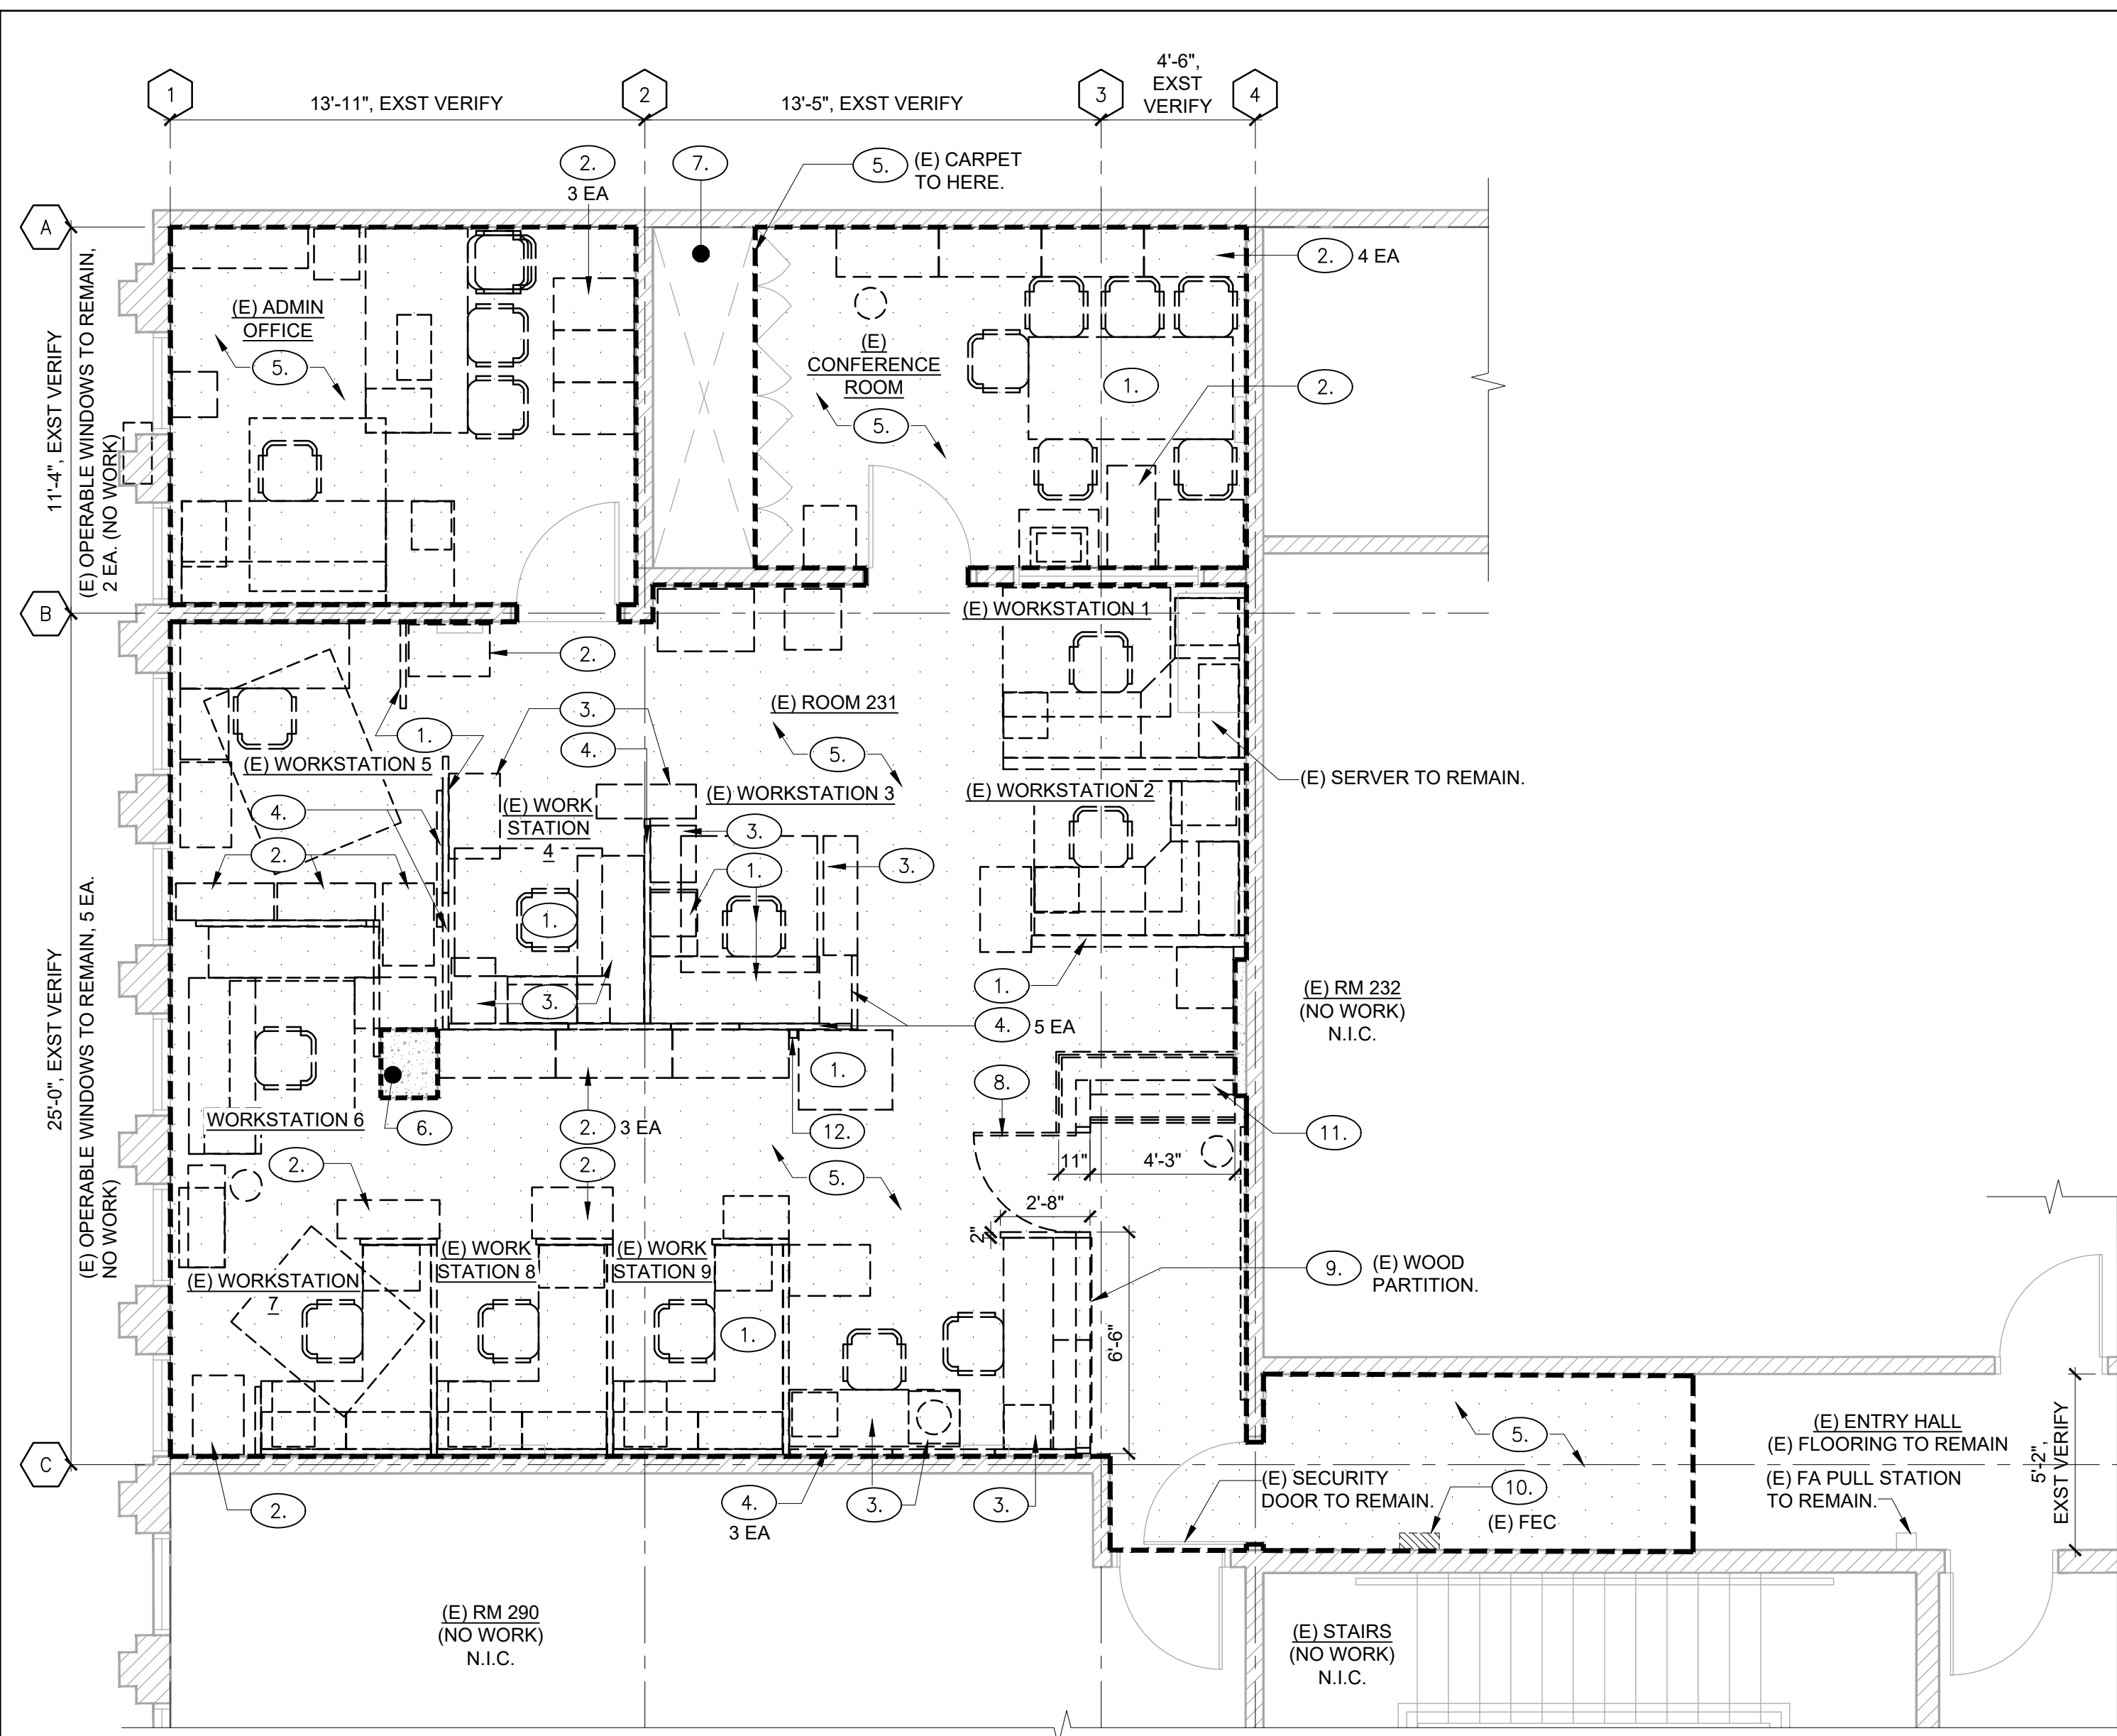 4'-6",
EXST
VERIFY
1
13'-11", EXST VERIFY
2
13'-5", EXST VERIFY
3
4
2.
3 EA
7.
5.
(E) CARPET
TO HERE.
A
2. 4 EA
(E) ADMIN
OFFICE
5.
(E)
CONFERENCE
ROOM
5.
1.
2.
11'-4", EXST VERIFY
(E) OPERABLE WINDOWS TO REMAIN,
2 EA. (NO WORK)
B
(E) WORKSTATION 1
2.
3.
(E) ROOM 231
1.
4.
5.
(E) WORKSTATION 5
(E) SERVER TO REMAIN.
(E) WORKSTATION 3
(E) WORKSTATION 2
4.
(E) WORK
STATION
4
3.
2.
1.
3.
1.
3.
1.
4. 5 EA
(E) RM 232
(NO WORK)
N.I.C.
25'-0", EXST VERIFY
(E) OPERABLE WINDOWS TO REMAIN, 5 EA.
NO WORK)
1.
8.
WORKSTATION 6
6.
2. 3 EA
12.
11.
2.
2.
5.
11"
4'-3"
2'-8"
2"
(E) WORKSTATION
7
(E) WORK
STATION 8
(E) WORK
STATION 9
9.
(E) WOOD
PARTITION.
1.
6'-6"
C
2.
4.
3 EA
3.
3.
(E) SECURITY
DOOR TO REMAIN.
5.
10.
(E) FEC
(E) ENTRY HALL
(E) FLOORING TO REMAIN
(E) FA PULL STATION
TO REMAIN.
5'-2",
EXST VERIFY
(E) RM 290
(NO WORK)
N.I.C.
(E) STAIRS
(NO WORK)
N.I.C.